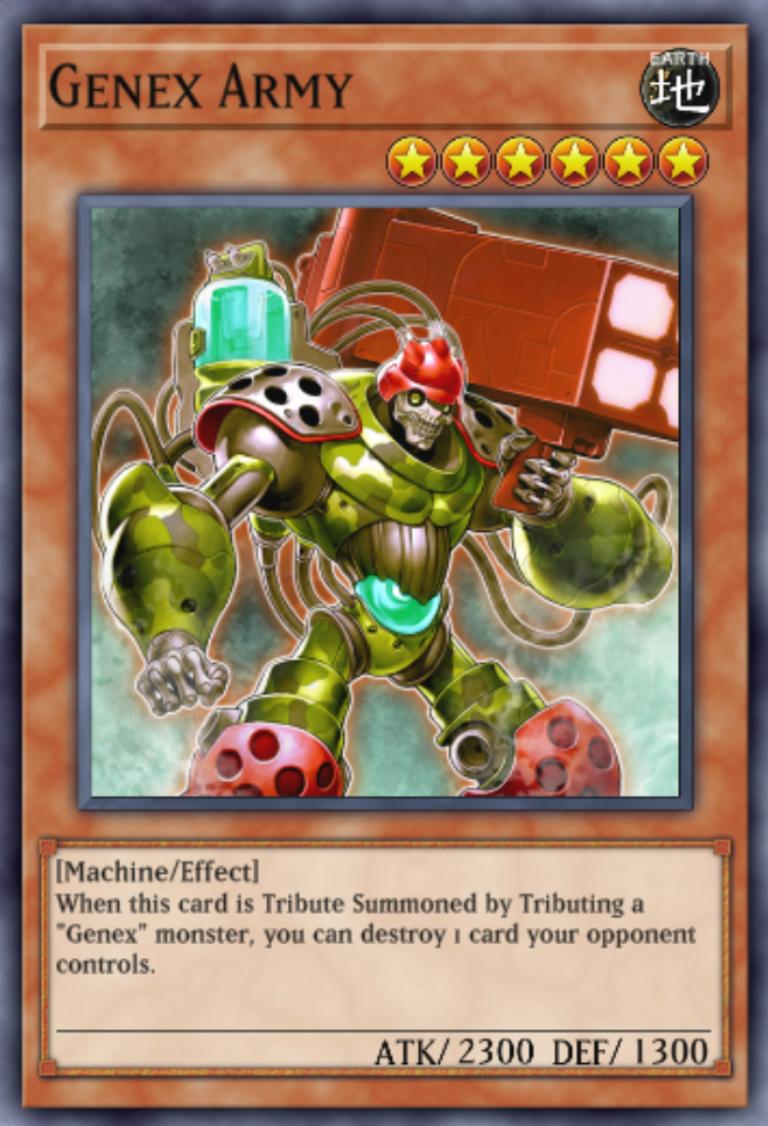 Genex Army
EARTH
地
[Machine/Effect]
When this card is Tribute Summoned by Tributing a
"Genex" monster, you can destroy 1 card your opponent
controls.
ATK/ 2300 DEF/ 1300